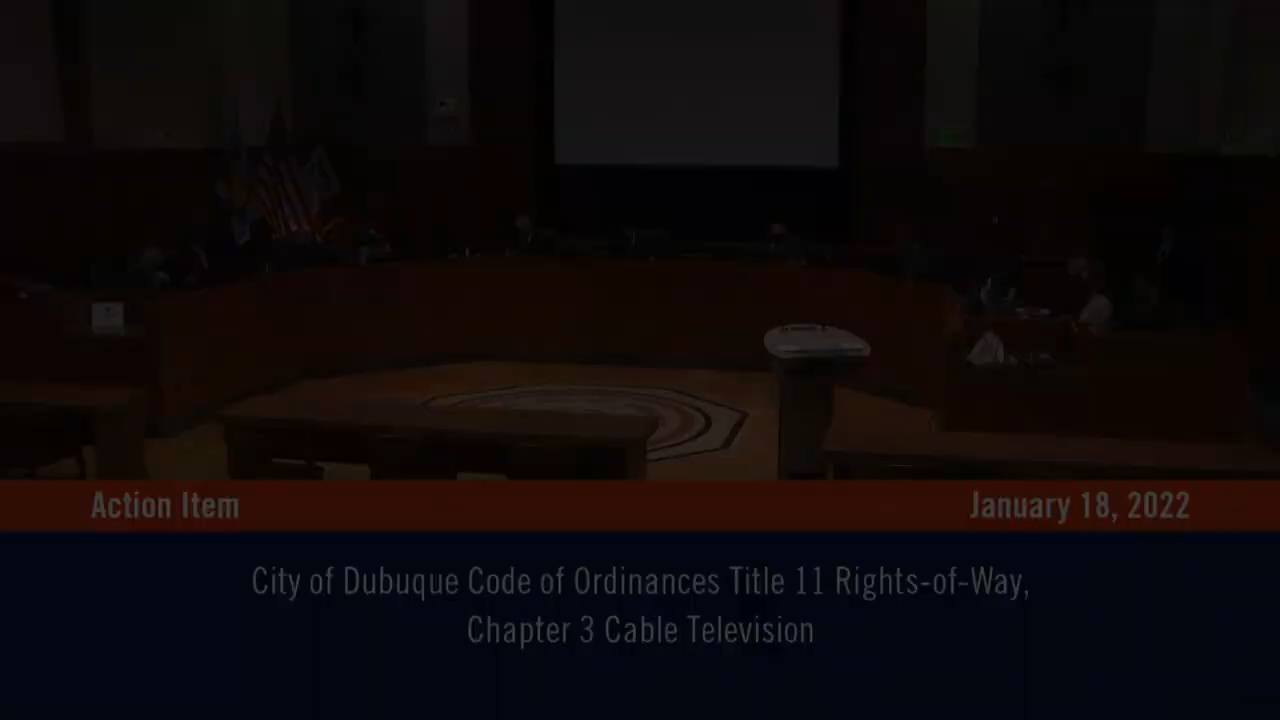 Action Item
January 18, 2022
City of Dubuque Code of Ordinances Title 11 Rights-of-Way,
Chapter 3 Cable Television